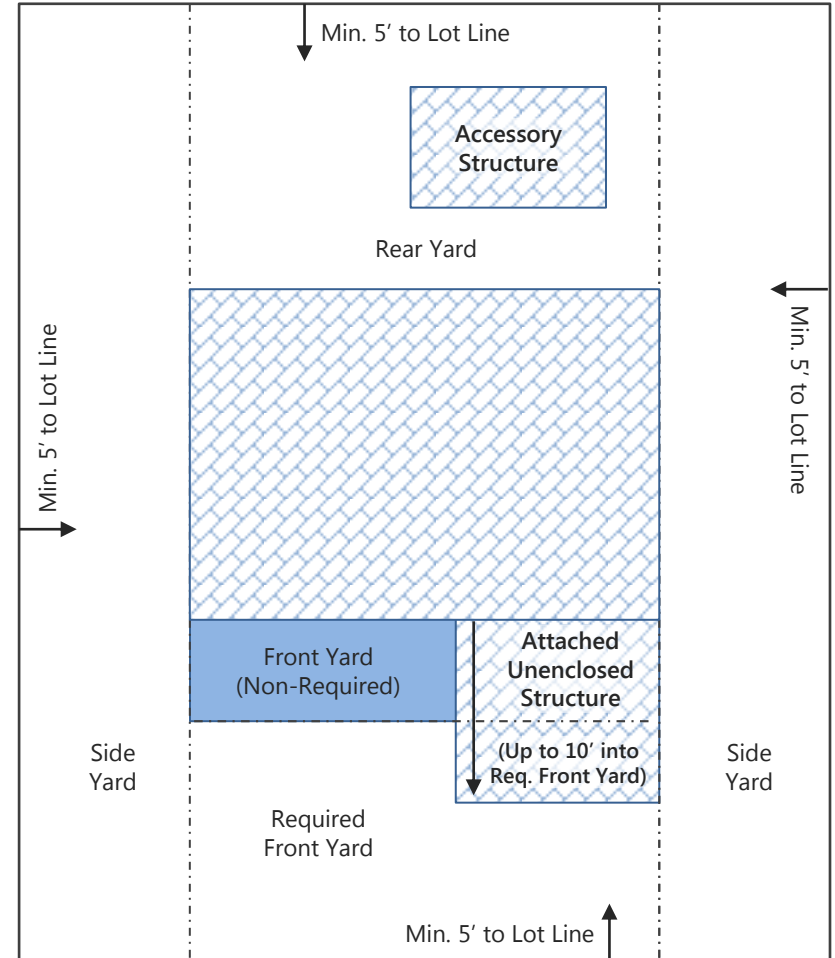 Min. 5’ to Lot Line
Accessory
Structure
Rear Yard
Min. 5’ to Lot Line
Min. 5’ to Lot Line
Front Yard
(Non-Required)
Attached
Unenclosed
Structure
(Up to 10’ into
Req. Front Yard)
Side
Yard
Side
Yard
Required
Front Yard
Min. 5’ to Lot Line